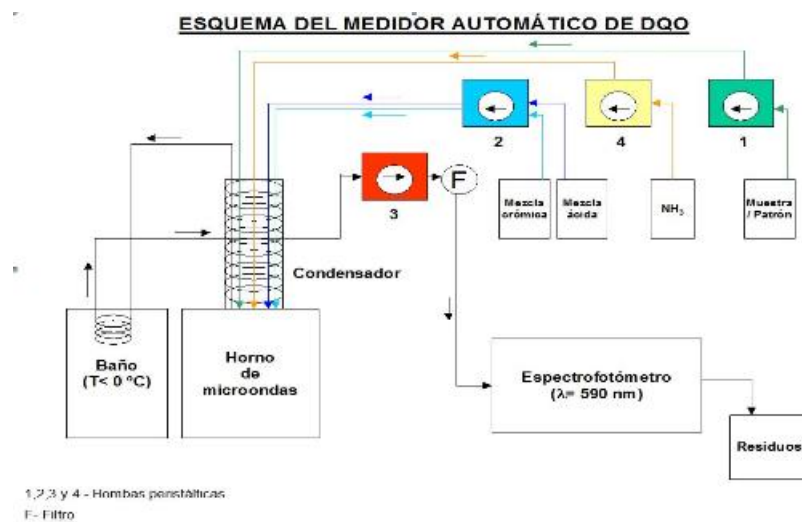 ESQUEMA DEL MEDIDOR AUTOMÁTICO DE DQO
2
4
1
F
3
Mezcla
crómica
Mezcla
ácida
NH3
Muestra
/ Patrón
Condensador
Baño
(T< 0 ºC)
Horno
de
microondas
Espectrofotómetro
(λ= 590 nm)
Residuos
1,2,3 y 4 - Hombas peristálticas
F- Filtro